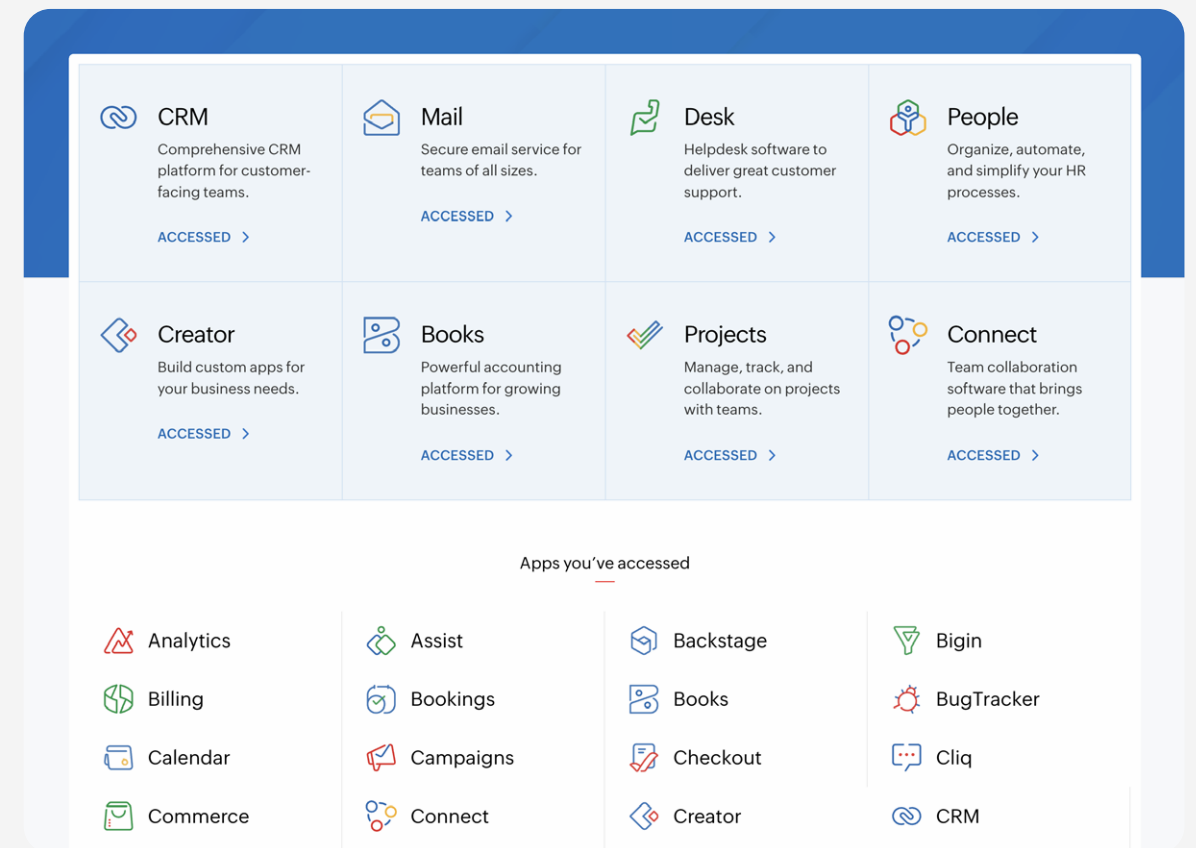 CRM
Comprehensive CRM
platform for customer-
facing teams.
ACCESSED
Mail
Secure email service for
teams of all sizes.
ACCESSED
Desk
Helpdesk software to
deliver great customer
support.
ACCESSED
People
Organize, automate,
and simplify your HR
processes.
ACCESSED
Creator
Build custom apps for
your business needs.
ACCESSED
Books
Powerful accounting
platform for growing
businesses.
ACCESSED
Projects
Manage, track, and
collaborate on projects
with teams.
ACCESSED
Connect
Team collaboration
software that brings
people together.
ACCESSED
Apps you’ve accessed
Analytics
Assist
Backstage
Bigin
Billing
Bookings
Books
BugTracker
Calendar
Campaigns
Checkout
Cliq
Commerce
Connect
Creator
CRM